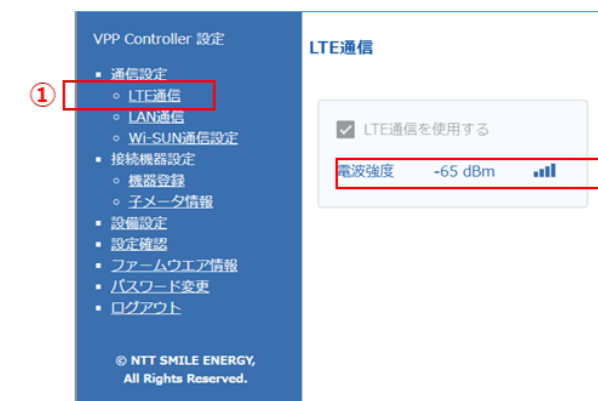 VPP Controller 設定
通信設定
①
LTE通信
LAN通信
Wi-SUN通信設定
接続機器設定
機器登録
子メータ情報
設備設定
設定確認
ファームウエア情報
パスワード変更
ログアウト
© NTT SMILE ENERGY,
All Rights Reserved.
LTE通信
LTE通信を使用する
電波強度 -65 dBm